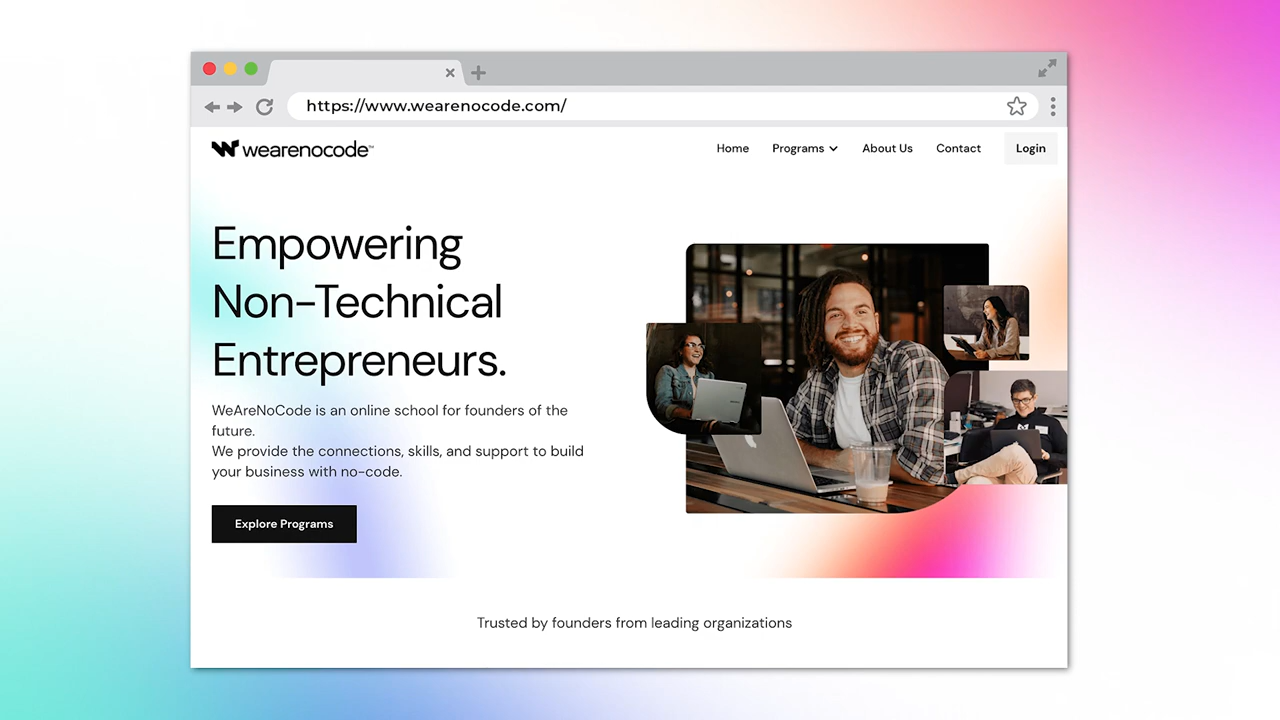 https://www.wearenocode.com/
wearenocode™
Home Programs About Us Contact Login
Empowering
Non-Technical
Entrepreneurs.
WeAreNoCode is an online school for founders of the
future.
We provide the connections, skills, and support to build
your business with no-code.
Explore Programs
Trusted by founders from leading organizations